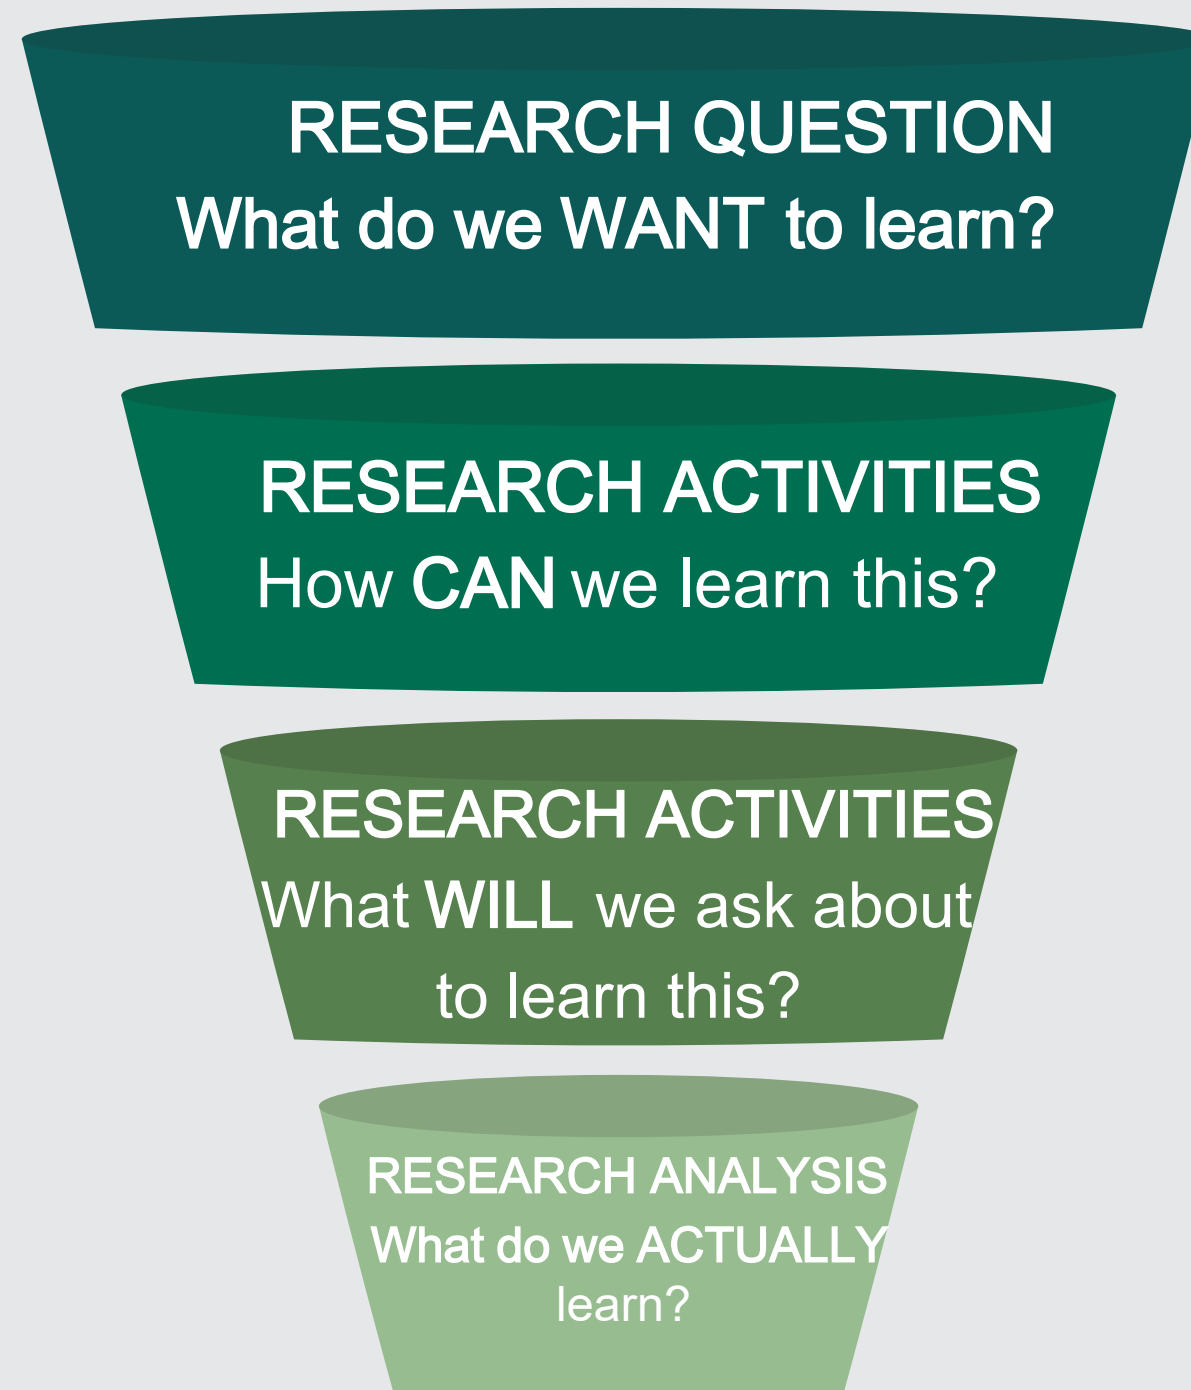 RESEARCH QUESTION
What do we WANT to learn?
RESEARCH ACTIVITIES
How CAN we learn this?
RESEARCH ACTIVITIES
What WILL we ask about
to learn this?
RESEARCH ANALYSIS
What do we ACTUALLY
learn?